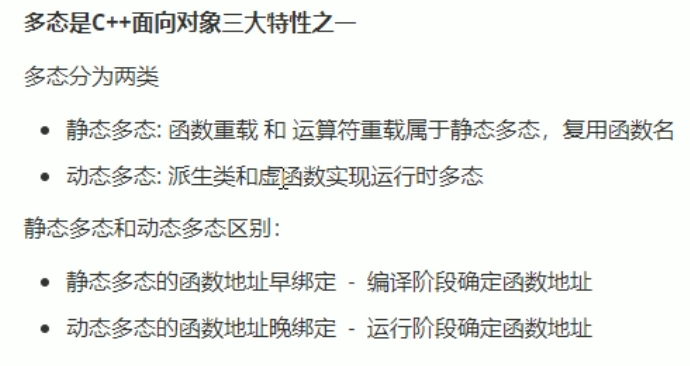 多态是C++面向对象三大特性之一
多态分为两类
静态多态: 函数重载 和 运算符重载属于静态多态，复用函数名
动态多态: 派生类和虚函数实现运行时多态
静态多态和动态多态区别：
静态多态的函数地址早绑定 - 编译阶段确定函数地址
动态多态的函数地址晚绑定 - 运行阶段确定函数地址